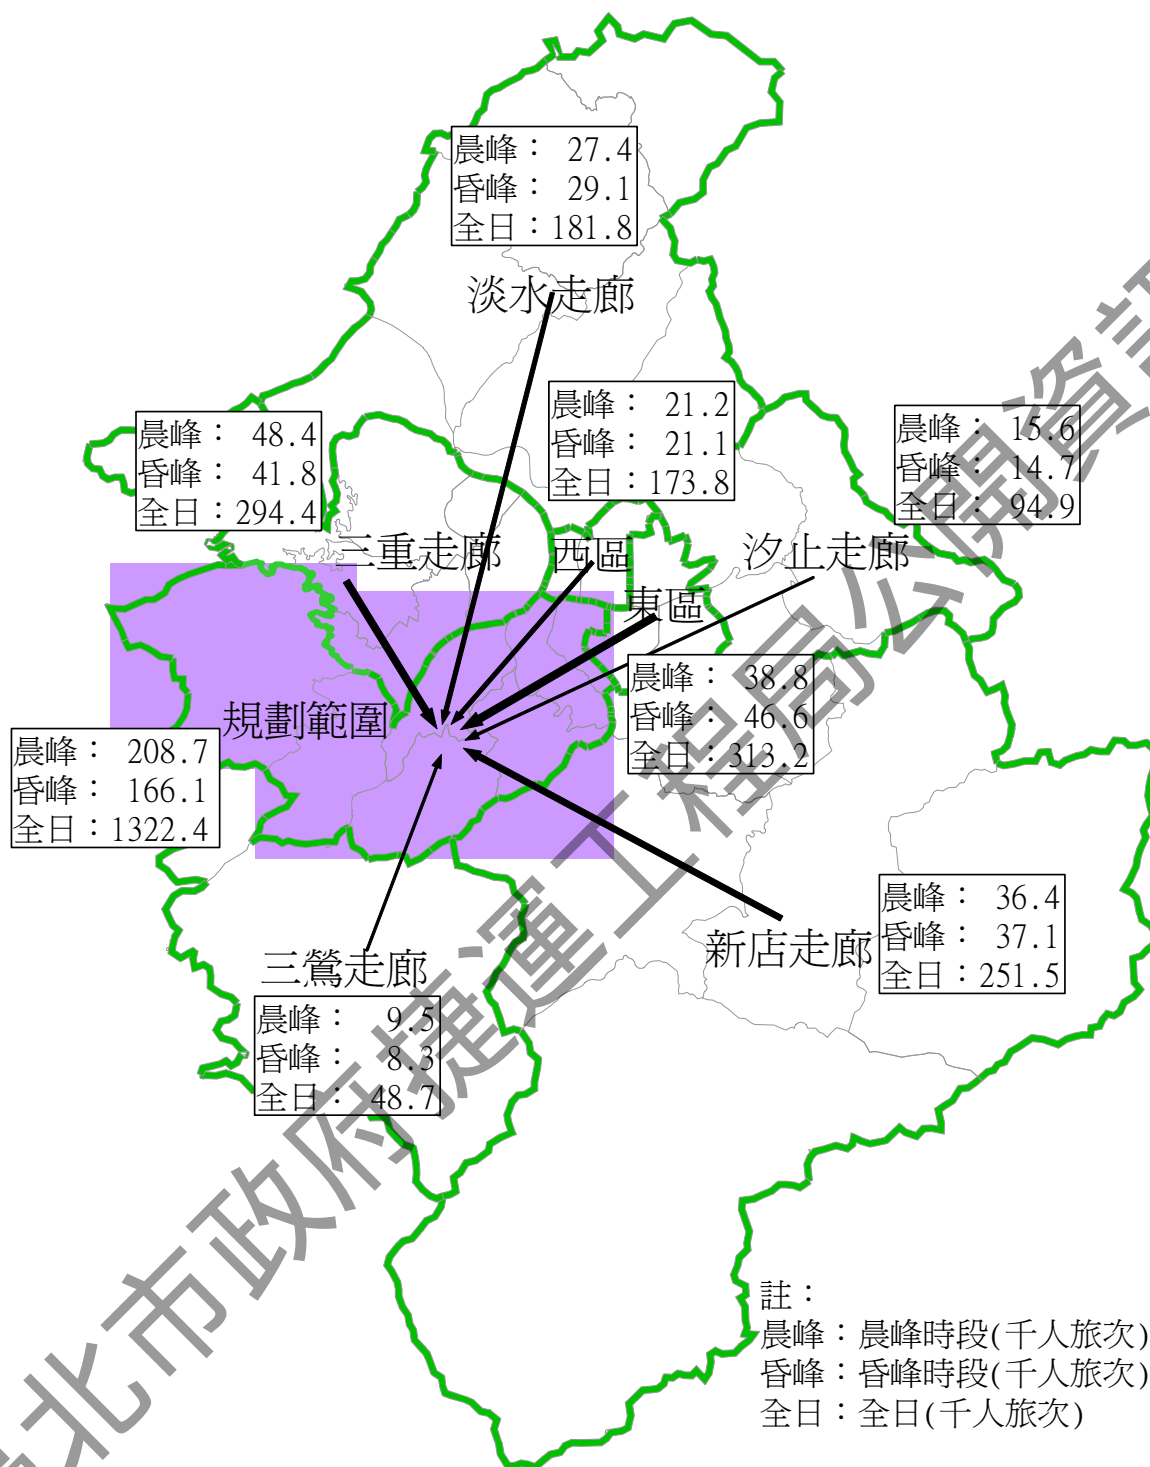 晨峰： 27.4
昏峰： 29.1
全日：181.8
淡水走廊
晨峰： 21.2
昏峰： 21.1
全日：173.8
晨峰： 48.4
昏峰： 41.8
全日：294.4
晨峰： 15.6
昏峰： 14.7
全日： 94.9
三重走廊
西區
汐止走廊
東區
晨峰： 38.8
昏峰： 46.6
全日：313.2
規劃範圍
晨峰： 208.7
昏峰： 166.1
全日：1322.4
新店走廊
晨峰： 36.4
昏峰： 37.1
全日：251.5
三鶯走廊
晨峰： 9.5
昏峰： 8.3
全日： 48.7
註：
晨峰：晨峰時段(千人旅次)
昏峰：昏峰時段(千人旅次)
全日：全日(千人旅次)
北市政府捷運工程局公開資訊